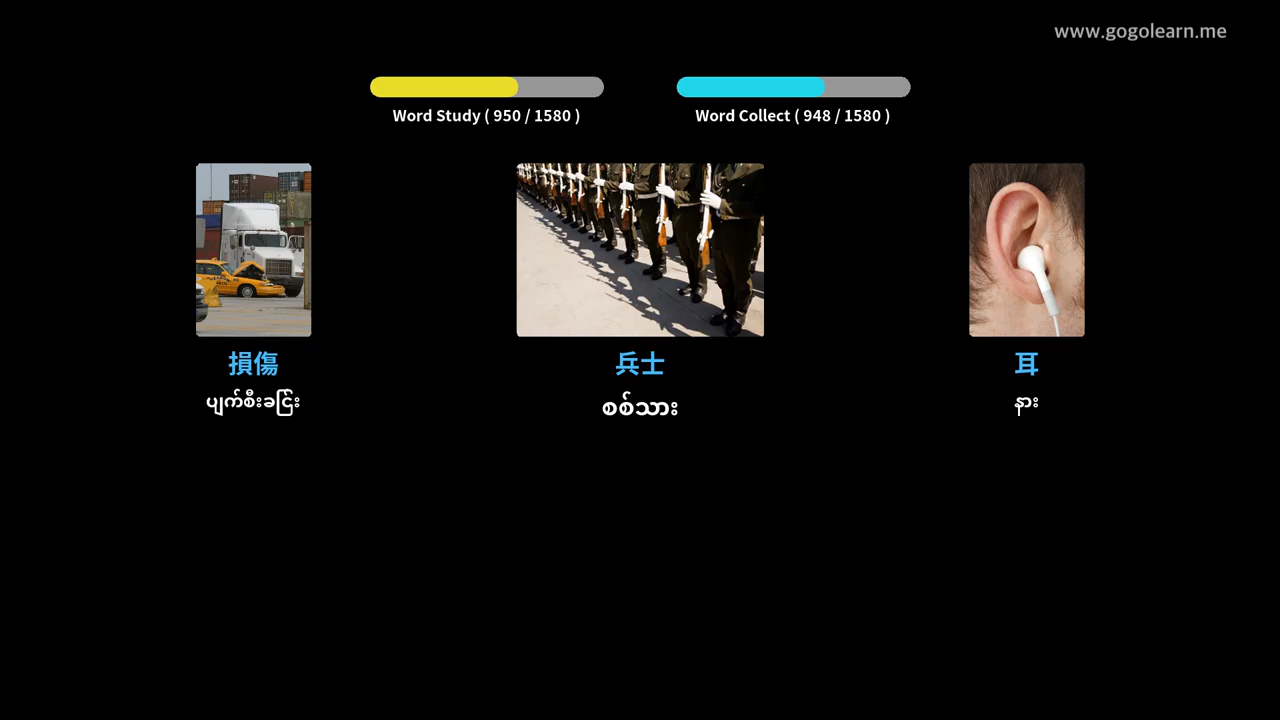 www.gogolearn.me
Word Study ( 950 / 1580 )
Word Collect ( 948 / 1580 )
損傷
ပျက်စီးခြင်း
兵士
စစ်သား
耳
နား